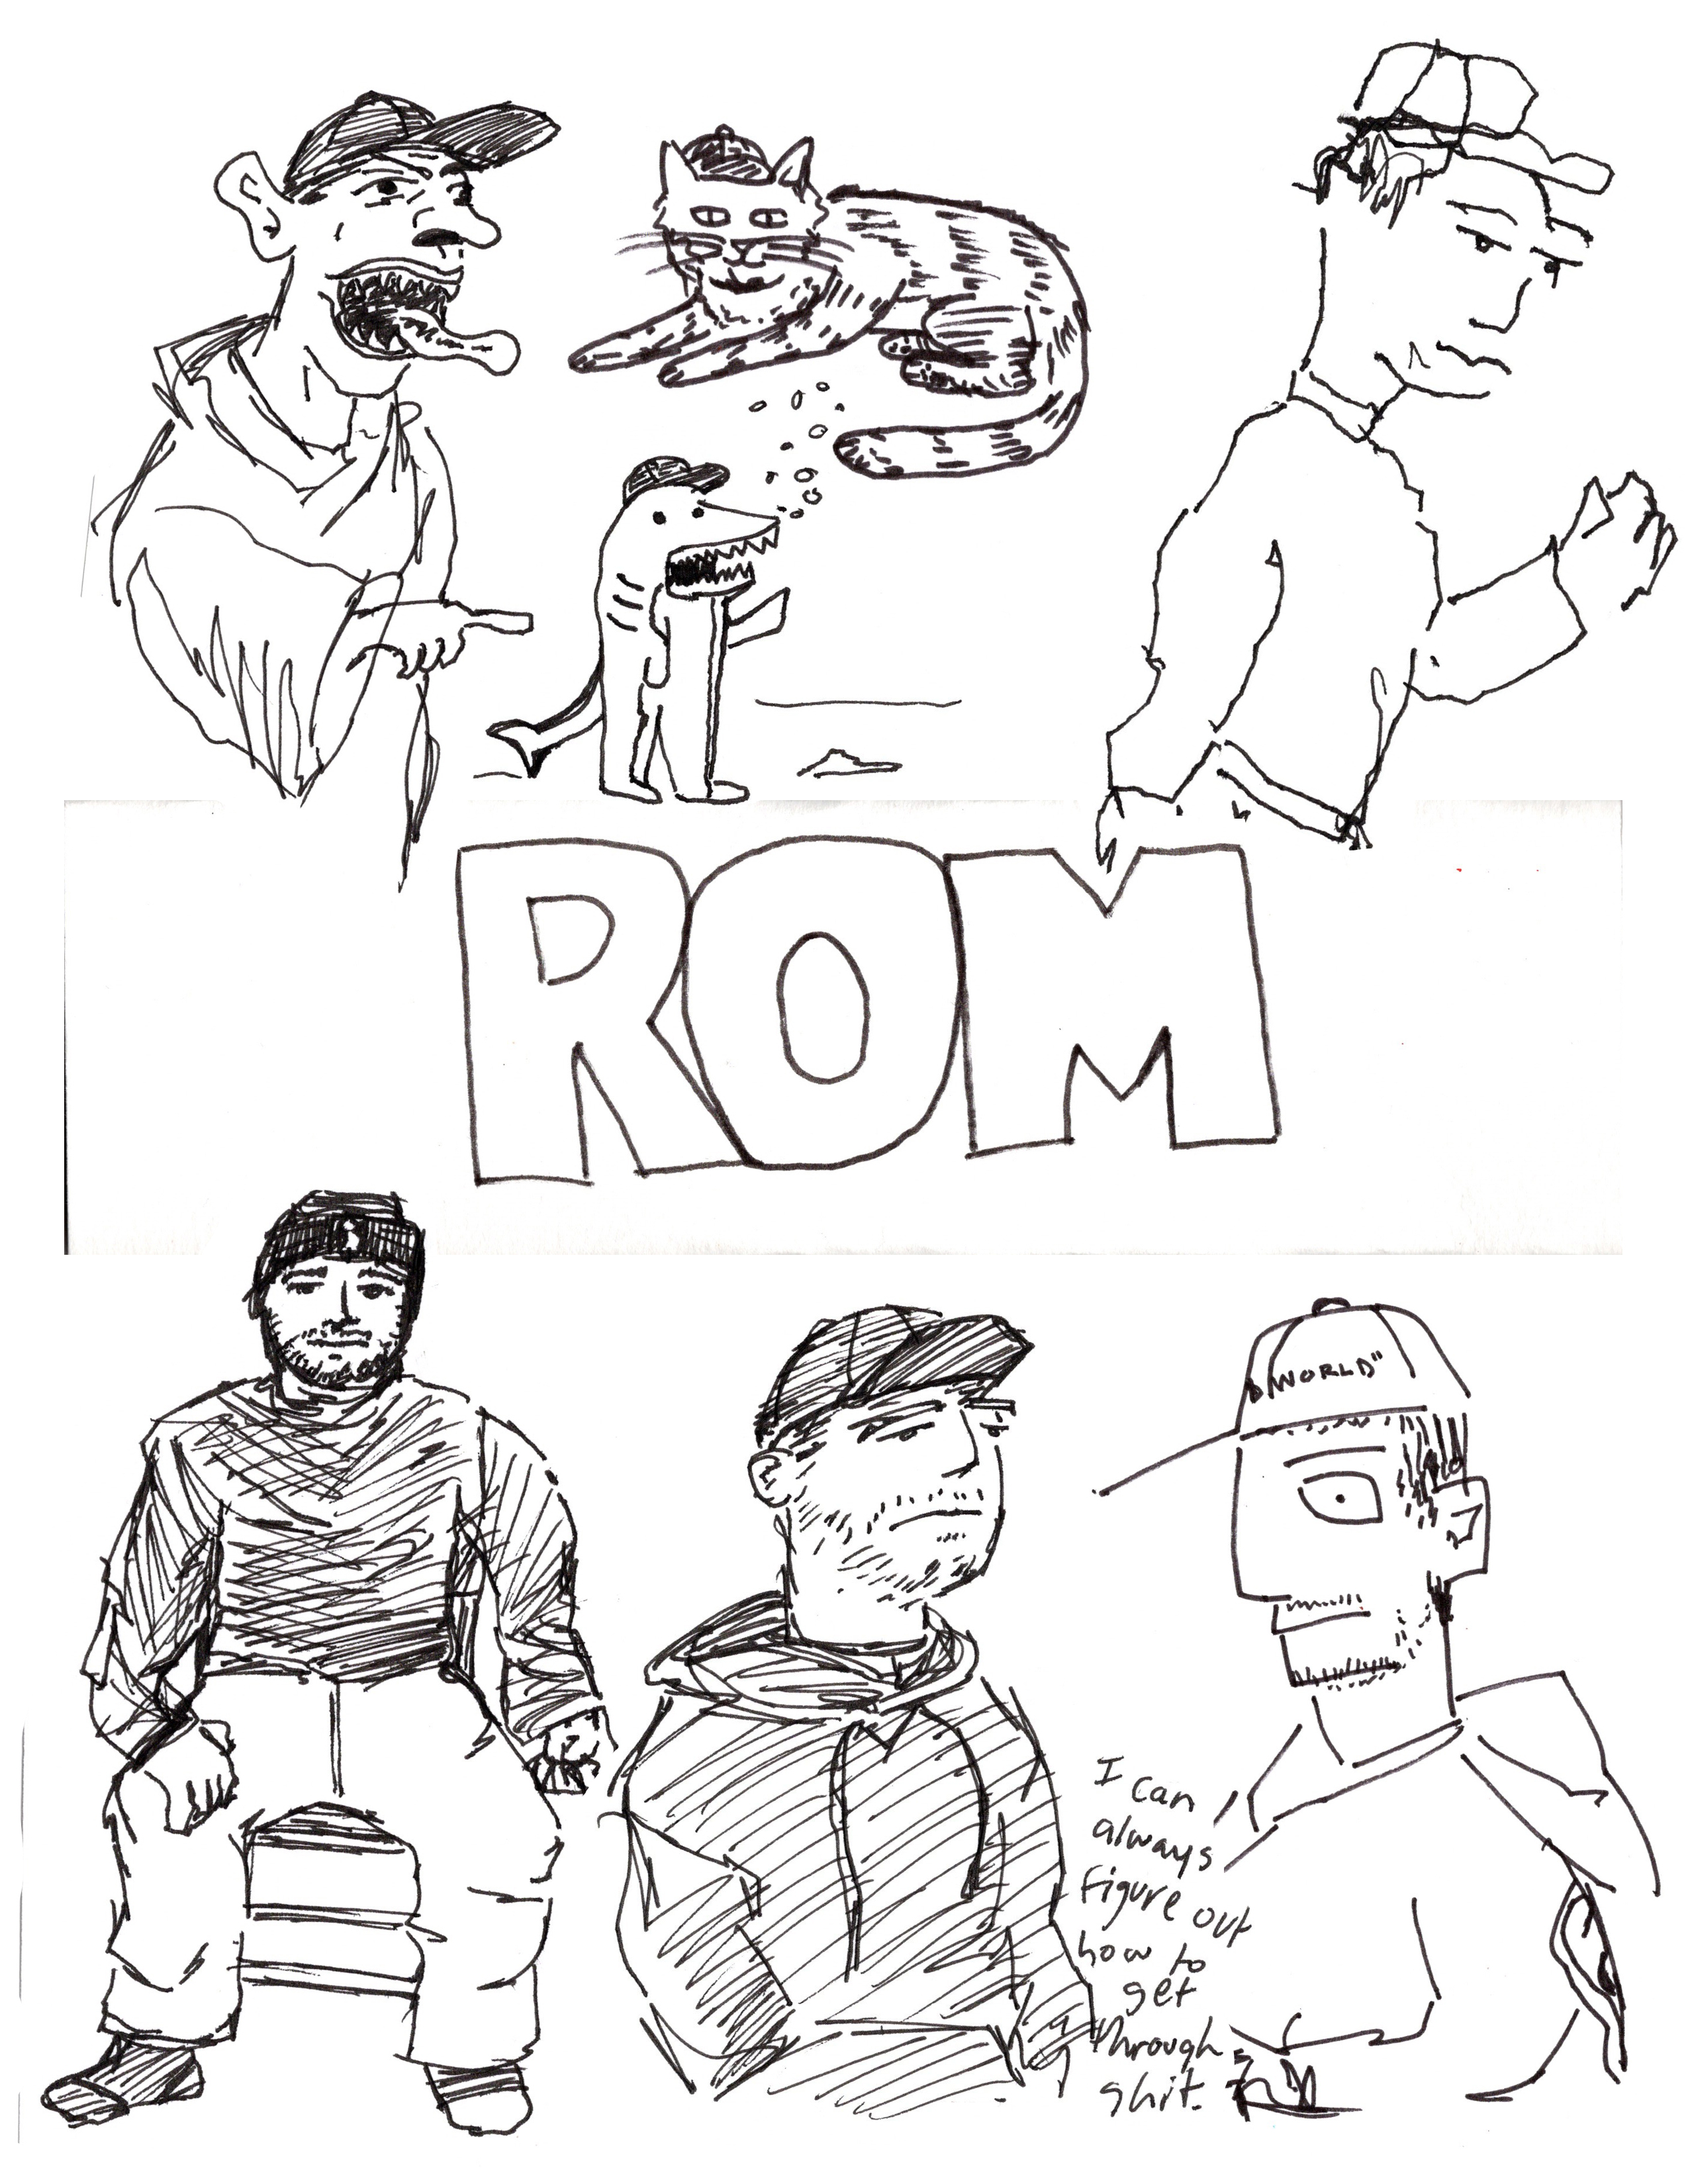 ROM
R
WORLD"
I can
always
figure out
how to
get
through
shit.